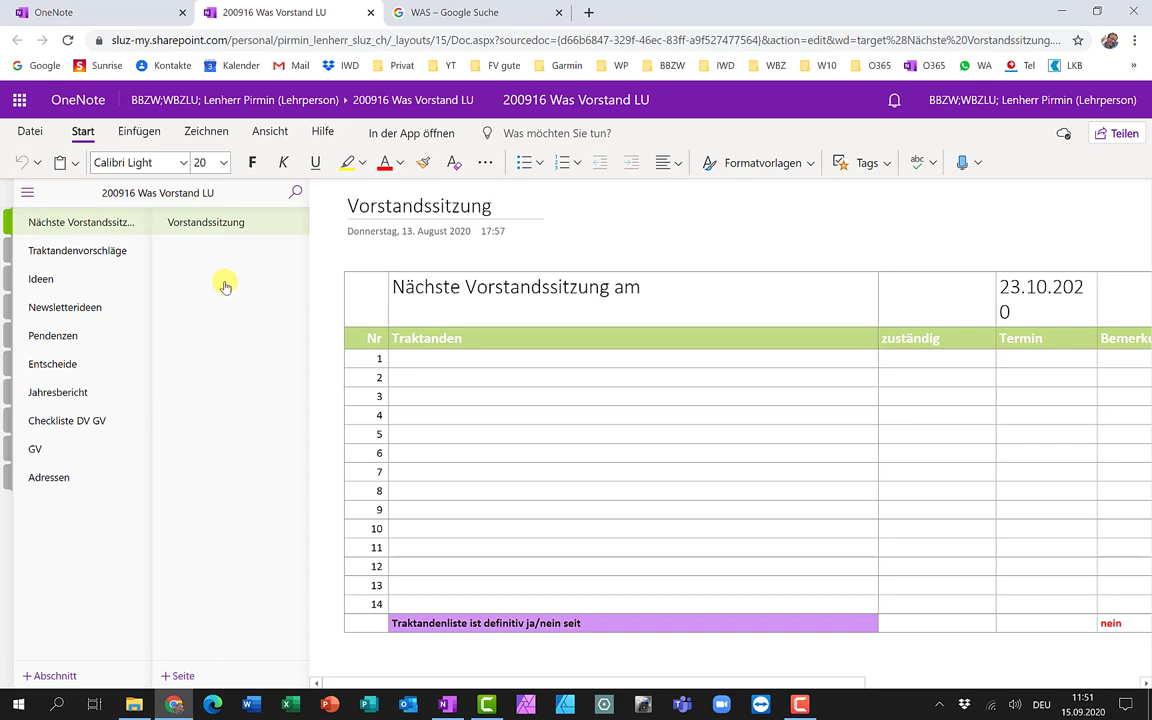 OneNote
200916 Was Vorstand LU
WAS – Google Suche
sluz-my.sharepoint.com/personal/pirmin_lenherr_sluz_ch/_layouts/15/Doc.aspx?sourcedoc={d66b6847-329f-46ec-83ff-a9f527477564}&action=edit&wd=target%28Nächste%20Vorstandssitzung....
Google Sunrise Kontakte Kalender Mail IWD Privat YT FV gute Garmin WP BBZW IWD WBZ W10 O365 O365 WA Tel LKB »
OneNote BBZW;WBZLU; Lenherr Pirmin (Lehrperson) 200916 Was Vorstand LU 200916 Was Vorstand LU BBZW;WBZLU; Lenherr Pirmin (Lehrperson)
Datei Start Einfügen Zeichnen Ansicht Hilfe In der App öffnen Was möchten Sie tun? Teilen
Calibri Light 20 F K U A Formatvorlagen Tags abc
200916 Was Vorstand LU
Nächste Vorstandssitz...
Traktandenvorschläge
Ideen
Newsletterideen
Pendenzen
Entscheide
Jahresbericht
Checkliste DV GV
GV
Adressen
+ Abschnitt
Vorstandssitzung
+ Seite
Vorstandssitzung
Donnerstag, 13. August 2020 17:57
Nächste Vorstandssitzung am 23.10.202
0
Nr Traktanden zuständig Termin Bemerku
1
2
3
4
5
6
7
8
9
10
11
12
13
14
Traktandenliste ist definitiv ja/nein seit nein
DEU
11:51
15.09.2020